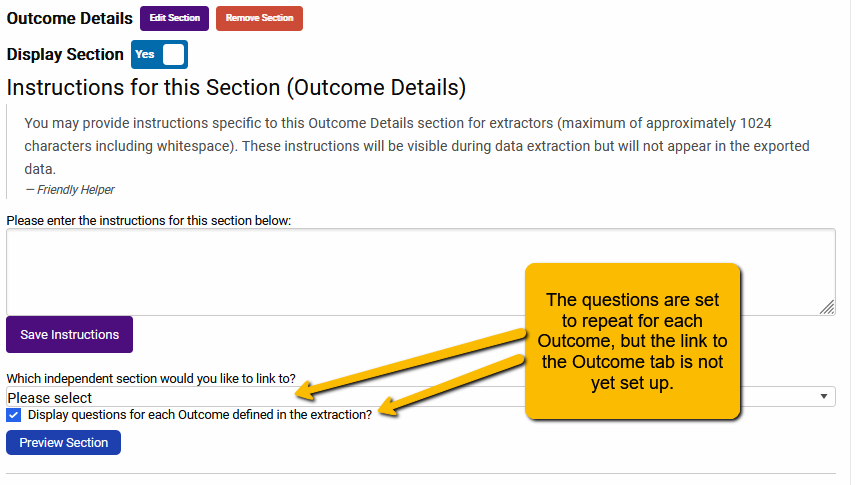 Outcome Details Edit Section Remove Section
Display Section Yes
Instructions for this Section (Outcome Details)
You may provide instructions specific to this Outcome Details section for extractors (maximum of approximately 1024
characters including whitespace). These instructions will be visible during data extraction but will not appear in the exported
data.
— Friendly Helper
Please enter the instructions for this section below:
The questions are set
to repeat for each
Outcome, but the link to
the Outcome tab is not
yet set up.
Save Instructions
Which independent section would you like to link to?
Please select
Display questions for each Outcome defined in the extraction?
Preview Section